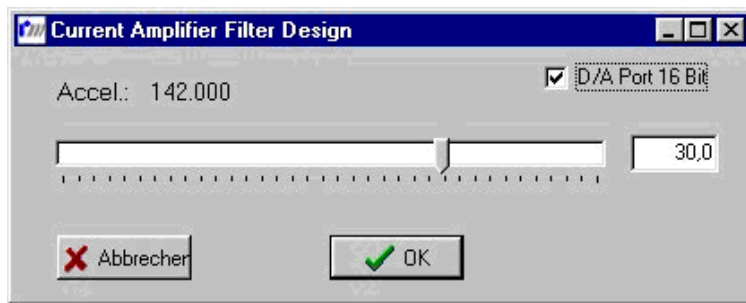 Current Amplifier Filter Design
D/A Port 16 Bit
Accel.: 142.000
30,0
Abbrechen
OK